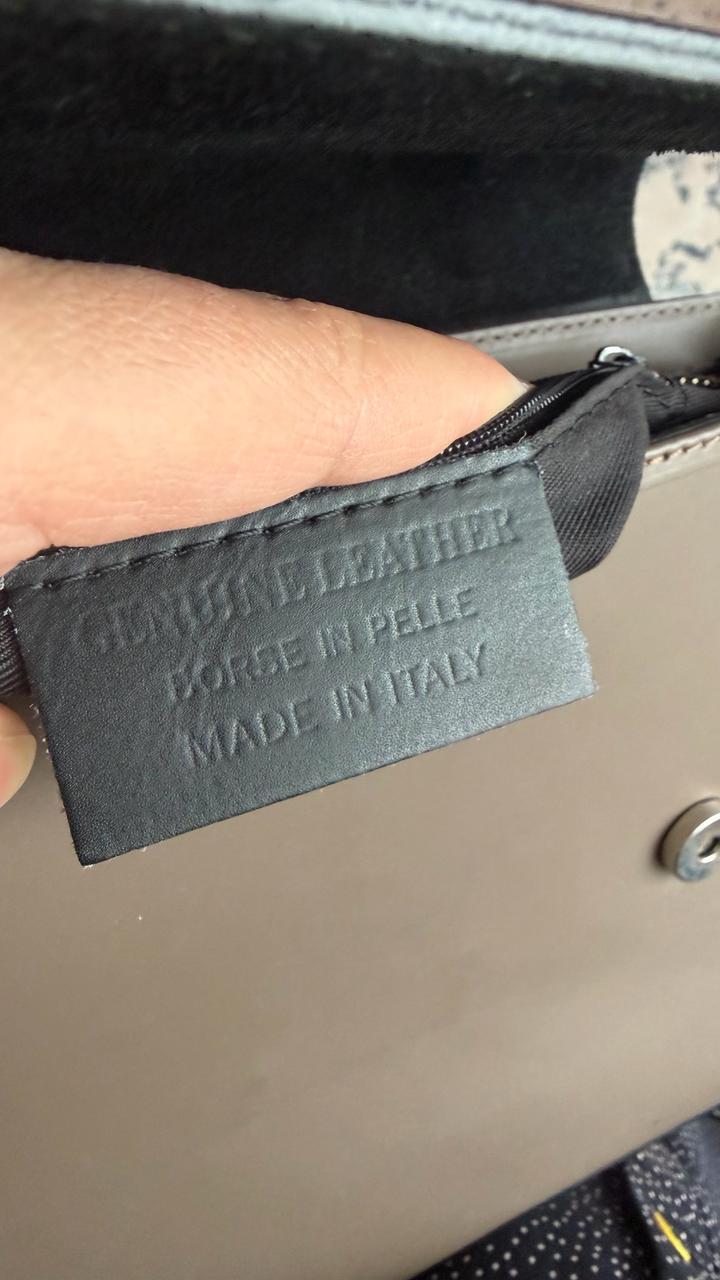 GENUINE LEATHER
BORSE IN PELLE
MADE IN ITALY